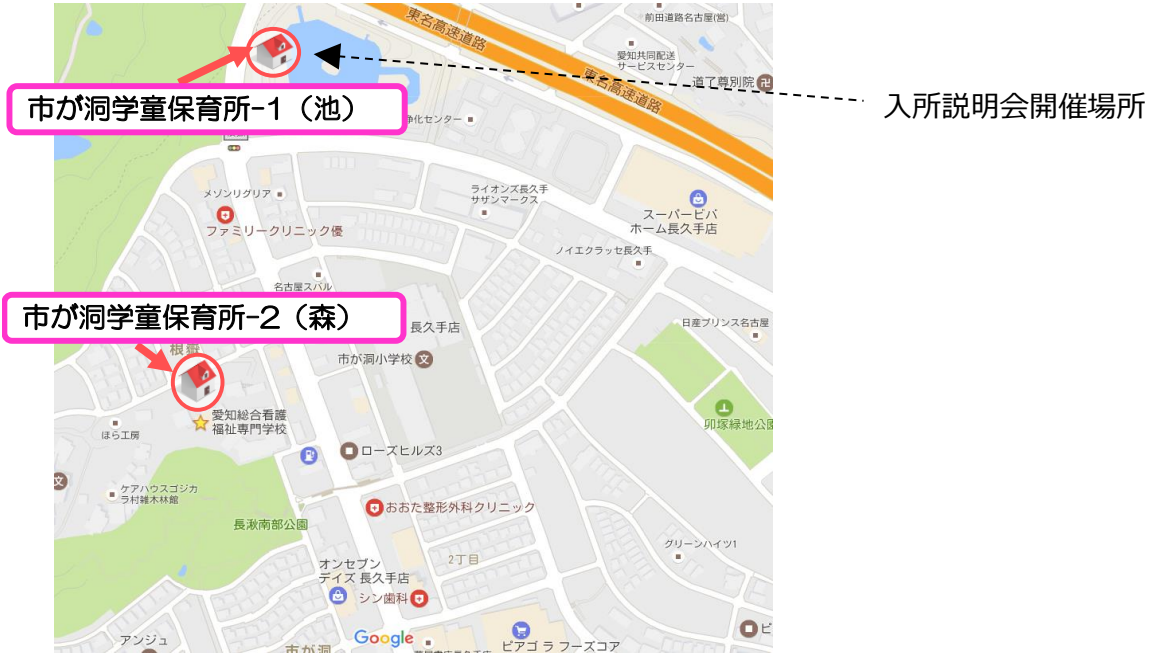 東名高速道路
前田道路名古屋(営)
愛知共同配送
サービスセンター
東名高速道路
道了尊別院
市が洞学童保育所-1（池）
入所説明会開催場所
浄化センター
メゾンリグリア
ライオンズ長久手
サザンマークス
ファミリークリニック優
スーパービバ
ホーム長久手店
ノイエクラッセ長久手
名古屋スバル
市が洞学童保育所-2（森）
長久手店
日産プリンス名古屋
根嶽
市が洞小学校
文
愛知総合看護
福祉専門学校
卯塚緑地公園
ほら工房
ローズヒルズ3
文
ケアハウスゴジカ
ラ村雑木林館
おおた整形外科クリニック
長湫南部公園
グリーンハイツ1
2丁目
オンセブン
デイズ 長久手店
シン歯科
アンジュ
Google
ピ
市が洞
ピアゴ ラ フーズコア